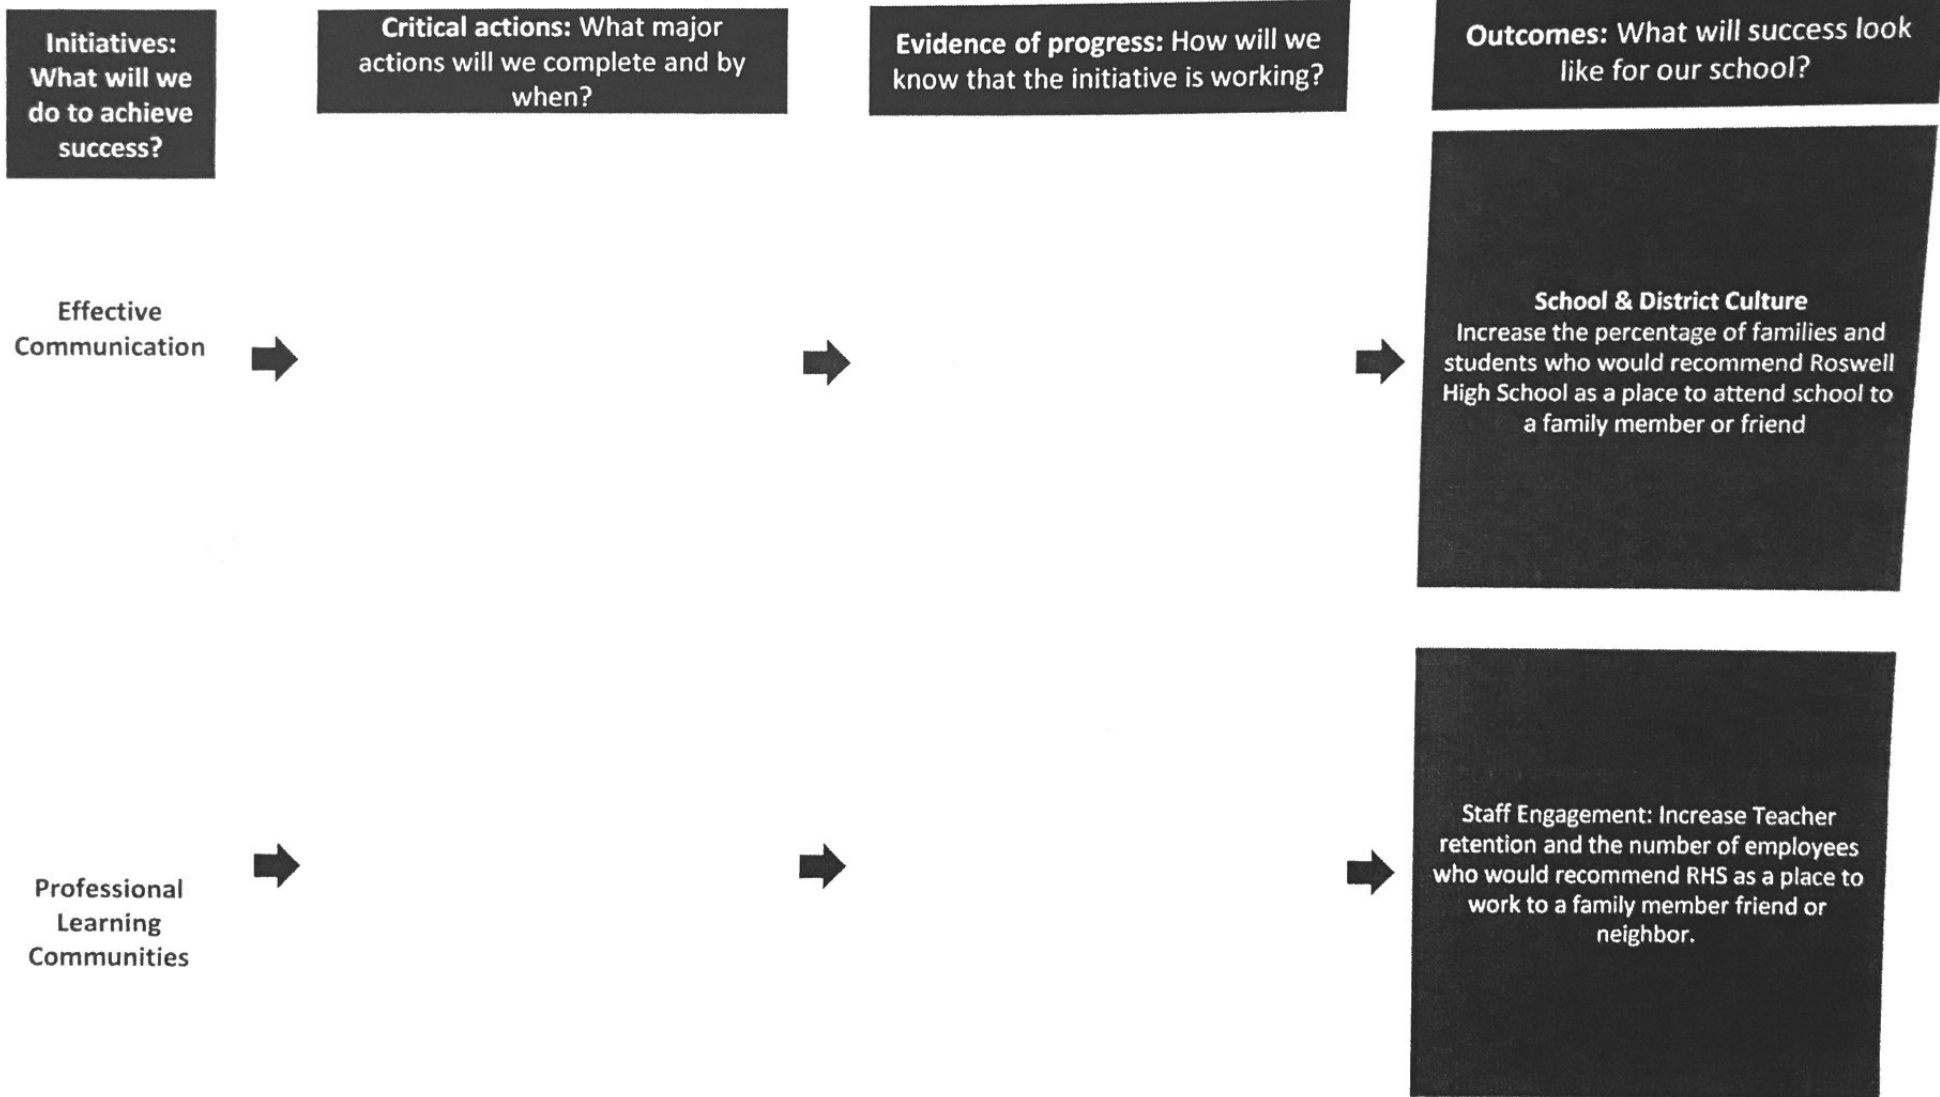 Initiatives:
What will we
do to achieve
success?
Critical actions: What major
actions will we complete and by
when?
Evidence of progress: How will we
know that the initiative is working?
Outcomes: What will success look
like for our school?
Effective
Communication
School & District Culture
Increase the percentage of families and
students who would recommend Roswell
High School as a place to attend school to
a family member or friend
Professional
Learning
Communities
Staff Engagement: Increase Teacher
retention and the number of employees
who would recommend RHS as a place to
work to a family member friend or
neighbor.